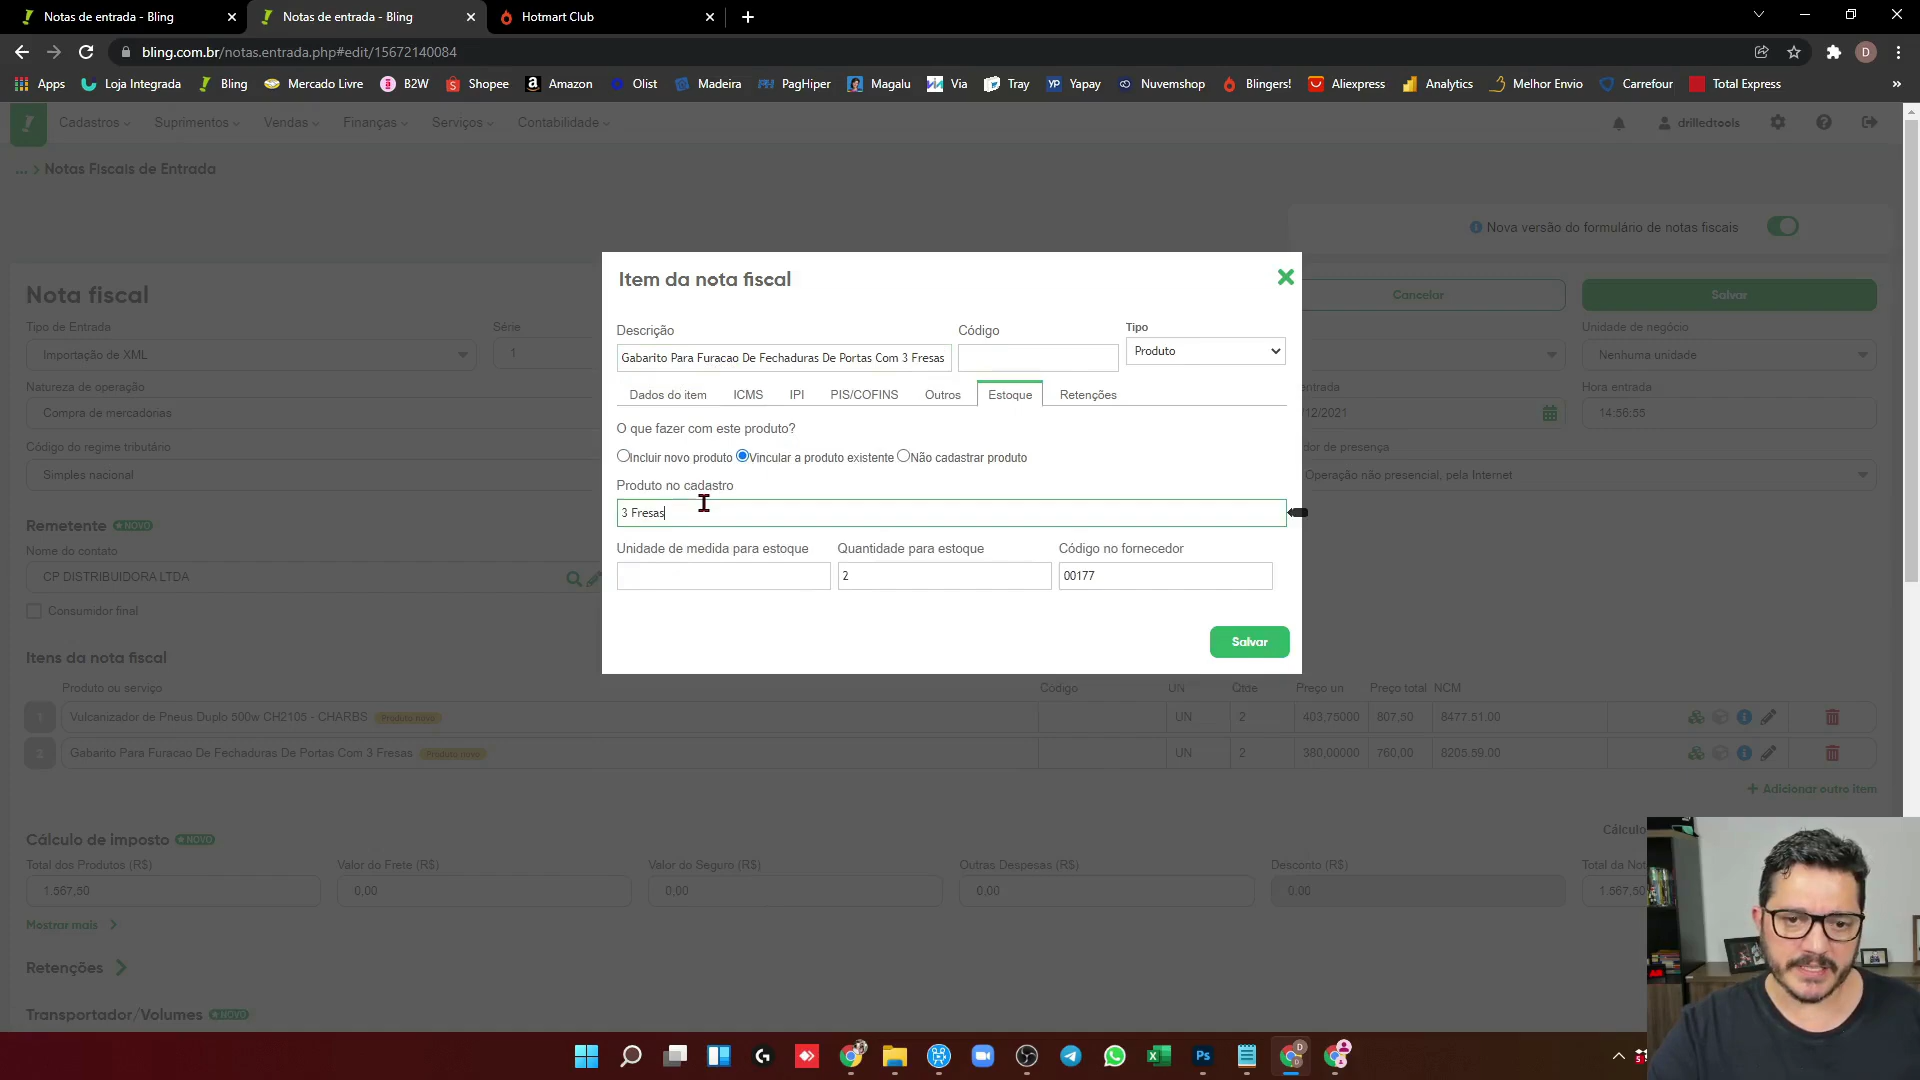 Notas de entrada - Bling
Notas de entrada - Bling
Hotmart Club
bling.com.br/notas.entrada.php#edit/15672140084
Apps Loja Integrada Bling Mercado Livre B2W Shopee Amazon Olist Madeira PagHiper Magalu Via Tray Yapay Nuvemshop Blingers! Aliexpress Analytics Melhor Envio Carrefour Total Express »
Cadastros Suprimentos Vendas Finanças Serviços Contabilidade drilledtools
... > Notas Fiscais de Entrada
Nova versão do formulário de notas fiscais
Nota fiscal
Cancelar Salvar
Tipo de Entrada Série Unidade de negócio
Importação de XML 1 Nenhuma unidade
Natureza de operação entrada Hora entrada
Compra de mercadorias 12/2021 14:56:55
Código do regime tributário dor de presença
Simples nacional Operação não presencial, pela Internet
Remetente NOVO
Nome do contato
CP DISTRIBUIDORA LTDA
Consumidor final
Item da nota fiscal
Descrição Código Tipo
Gabarito Para Furacao De Fechaduras De Portas Com 3 Fresas Produto
Dados do item ICMS IPI PIS/COFINS Outros Estoque Retenções
O que fazer com este produto?
Incluir novo produto Vincular a produto existente Não cadastrar produto
Produto no cadastro
3 Fresas
Unidade de medida para estoque Quantidade para estoque Código no fornecedor
2 00177
Salvar
Itens da nota fiscal
Produto ou serviço Código UN Qtde Preço un Preço total NCM
1 Vulcanizador de Pneus Duplo 500w CH2105 - CHARBS Produto novo UN 2 403,75000 807,50 8477.51.00
2 Gabarito Para Furacao De Fechaduras De Portas Com 3 Fresas Produto novo UN 2 380,00000 760,00 8205.59.00
+ Adicionar outro item
Cálculo de imposto NOVO Cálculo
Total dos Produtos (R$) Valor do Frete (R$) Valor do Seguro (R$) Outras Despesas (R$) Desconto (R$) Total da Not
1.567,50 0,00 0,00 0,00 0,00 1.567,50
Mostrar mais
Retenções
Transportador/Volumes NOVO